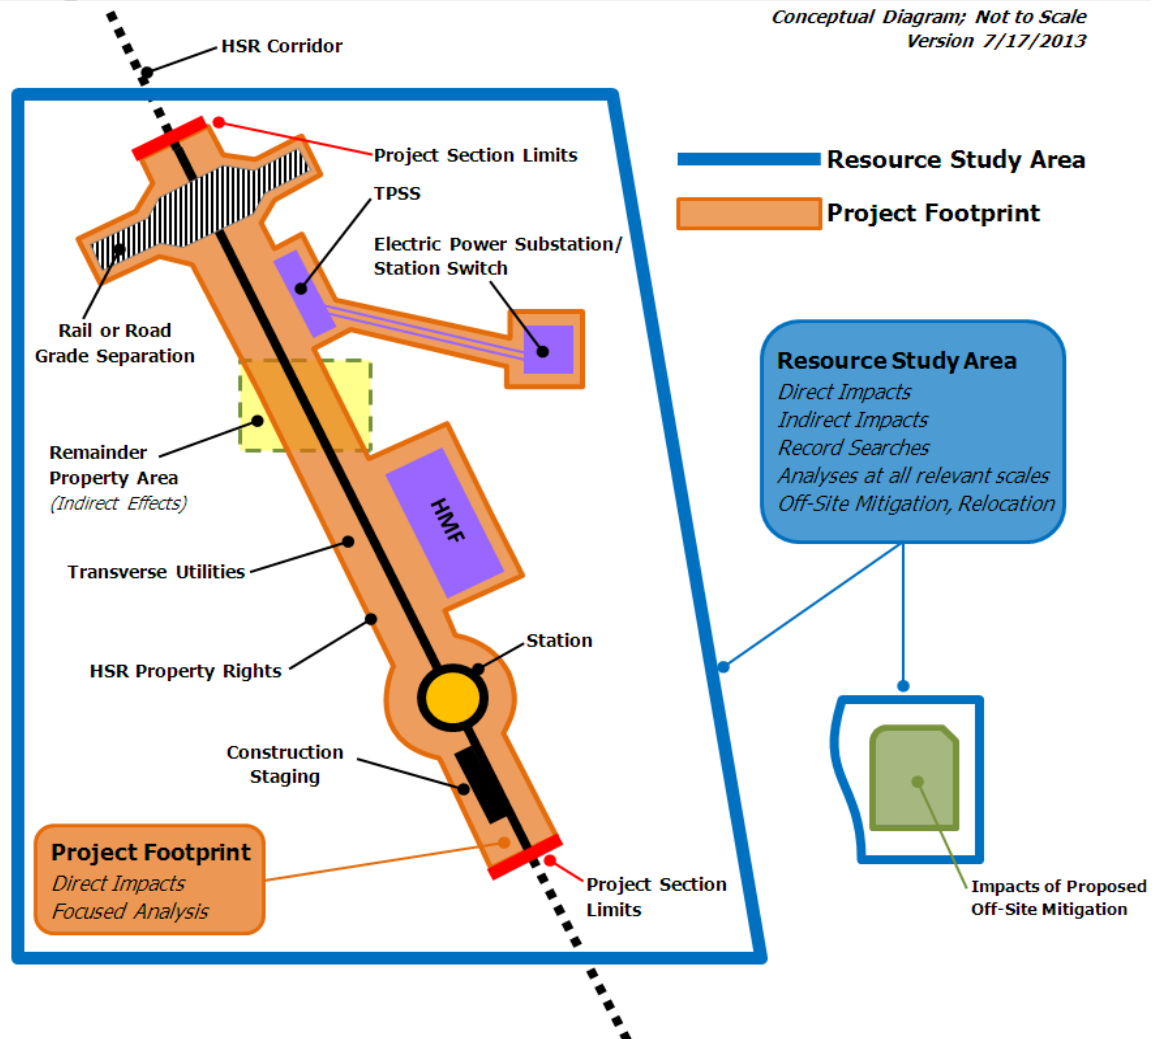 Conceptual Diagram; Not to Scale
Version 7/17/2013
HSR Corridor
Project Section Limits
TPSS
Electric Power Substation/
Station Switch
Resource Study Area
Project Footprint
Rail or Road
Grade Separation
Remainder
Property Area
(Indirect Effects)
HMF
Transverse Utilities
HSR Property Rights
Station
Construction
Staging
Project Footprint
Direct Impacts
Focused Analysis
Project Section
Limits
Resource Study Area
Direct Impacts
Indirect Impacts
Record Searches
Analyses at all relevant scales
Off-Site Mitigation, Relocation
Impacts of Proposed
Off-Site Mitigation